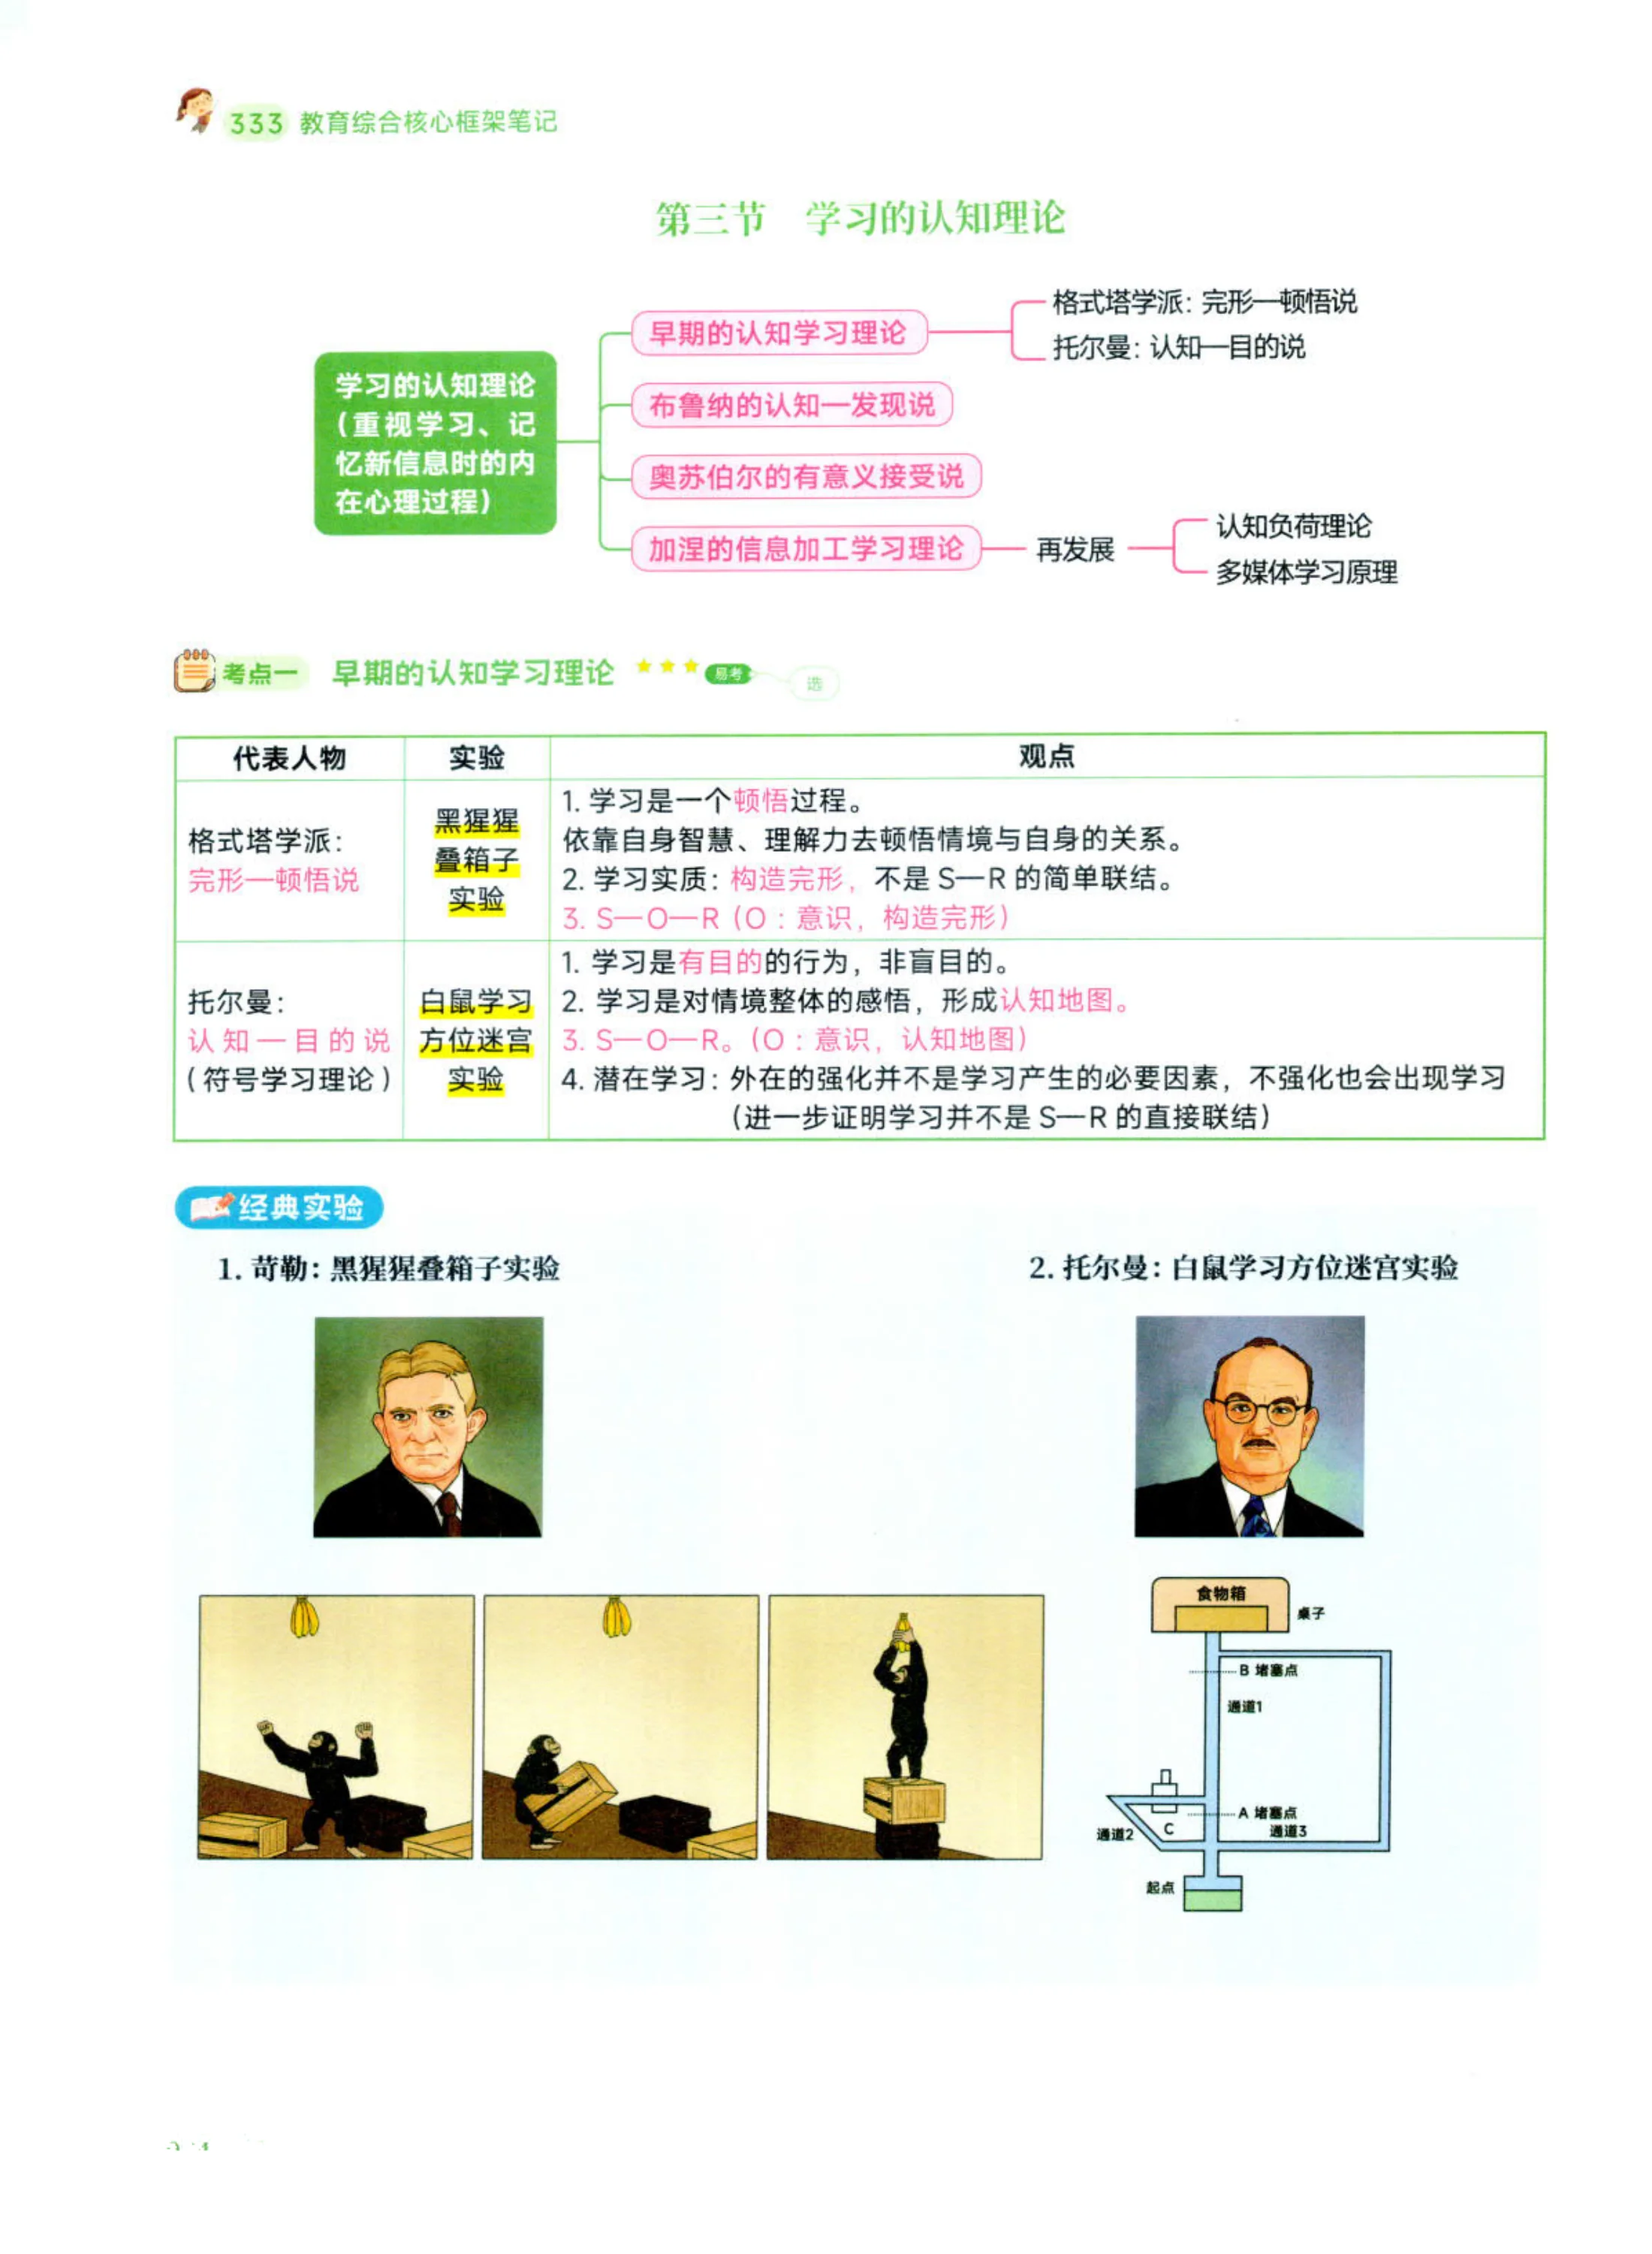 333 教育综合核心框架笔记
第三节 学习的认知理论
学习的认知理论
(重视学习、记
忆新信息时的内
在心理过程)
早期的认知学习理论
格式塔学派:完形—顿悟说
托尔曼:认知—目的说
布鲁纳的认知—发现说
奥苏伯尔的有意义接受说
加涅的信息加工学习理论
再发展
认知负荷理论
多媒体学习原理
考点一 早期的认知学习理论 易考 选
代表人物 实验 观点
格式塔学派:
完形—顿悟说
黑猩猩
叠箱子
实验
1. 学习是一个顿悟过程。
依靠自身智慧、理解力去顿悟情境与自身的关系。
2. 学习实质:构造完形,不是 S—R 的简单联结。
3. S—O—R(O:意识,构造完形)
托尔曼:
认知—目的说
(符号学习理论)
白鼠学习
方位迷宫
实验
1. 学习是有目的的行为,非盲目的。
2. 学习是对情境整体的感悟,形成认知地图。
3. S—O—R。(O:意识,认知地图)
4. 潜在学习:外在的强化并不是学习产生的必要因素,不强化也会出现学习
(进一步证明学习并不是 S—R 的直接联结)
经典实验
1. 苛勒:黑猩猩叠箱子实验
2. 托尔曼:白鼠学习方位迷宫实验
食物箱
桌子
B 堵塞点
通道1
A 堵塞点
通道3
通道2
C
起点